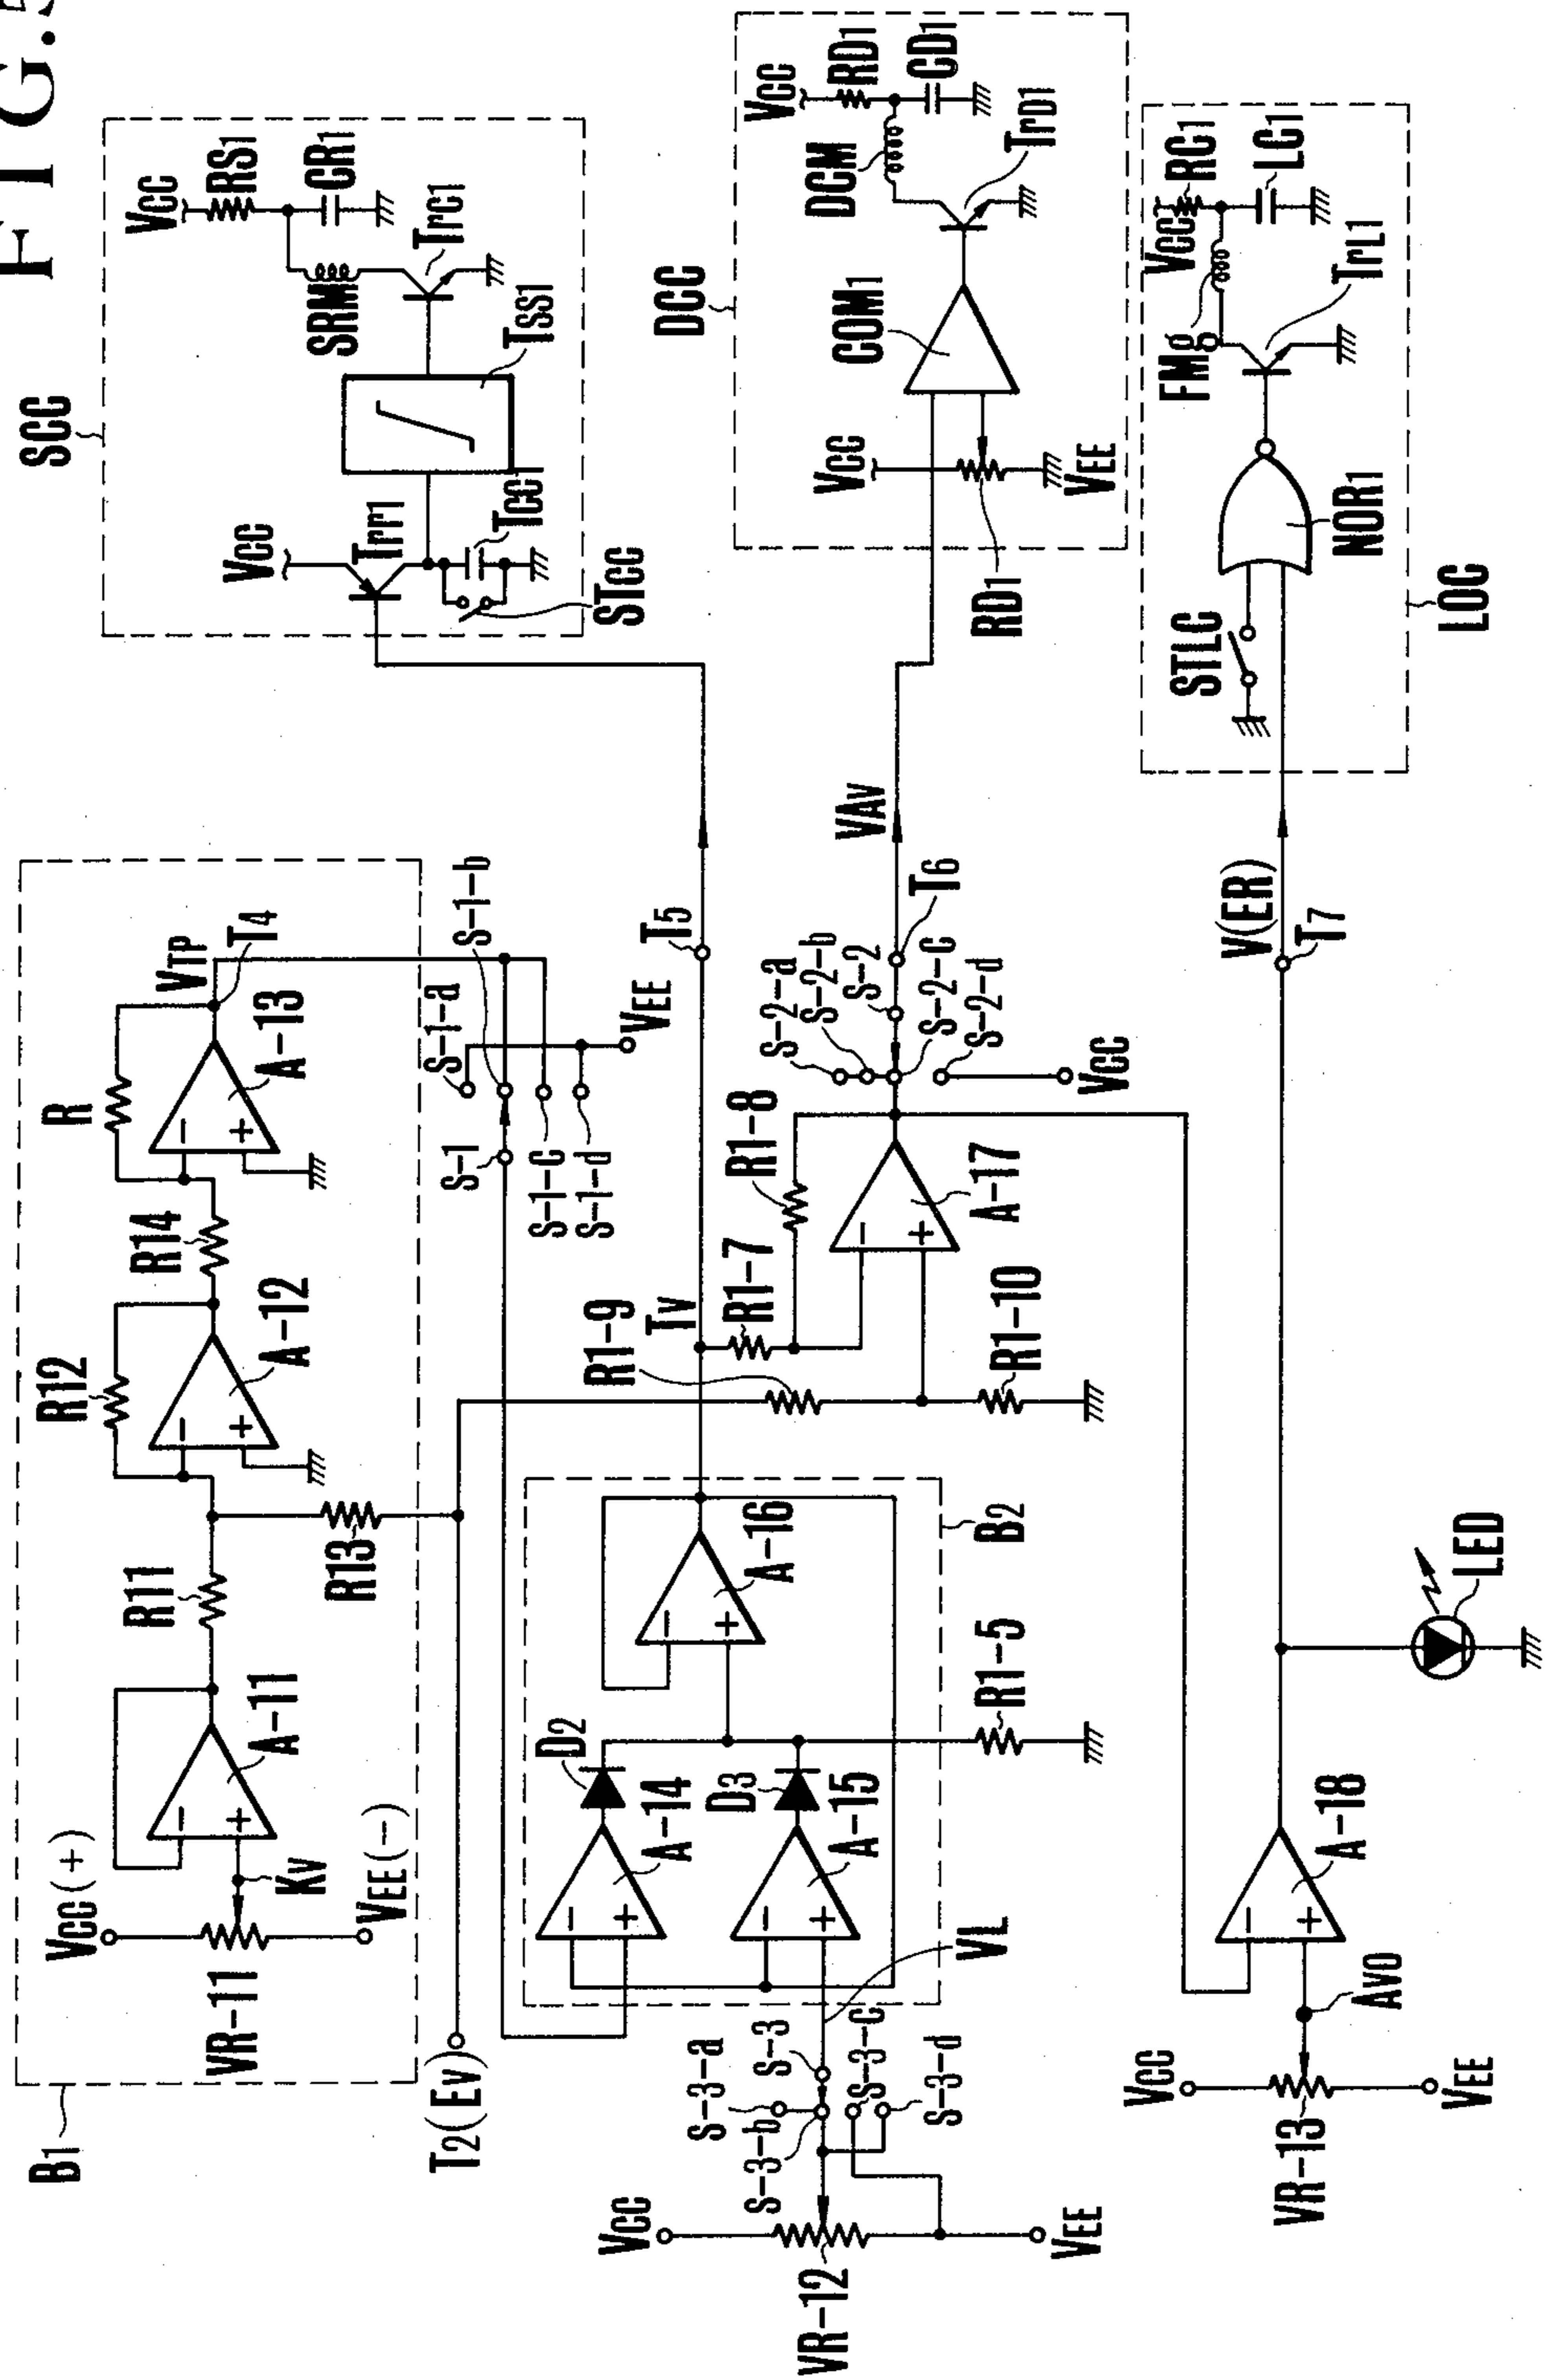 FIG.
B1
VCC(+)
VR-11
VEE(-)
KV
A-11
R11
R13
R12
A-12
R14
R
A-13
VTP
T4
T2(EV)
S-1
S-1-a
S-1-b
S-1-C
S-1-d
VEE
SCC
VCC
Trr1
TCC1
STCC
TSS1
SRM
VCC
RS1
CR1
TrC1
VCC
VR-12
VEE
S-3-a
S-3-b
S-3
S-3-C
S-3-d
VL
A-14
D2
D3
A-15
A-16
B2
R1-5
R1-9
TV
R1-7
R1-8
R1-10
A-17
T5
S-2-a
S-2-b
S-2
S-2-C
S-2-d
VCC
T6
VAV
DCC
VCC
VEE
RD1
COM1
DCM
VCC
RD1
CD1
TrD1
VCC
VR-13
VEE
AVO
A-18
LED
V(ER)
T7
STLC
NOR1
LOC
FMg
VCC
RG1
LG1
TrL1
- + - + - + - + - + - + - + - +